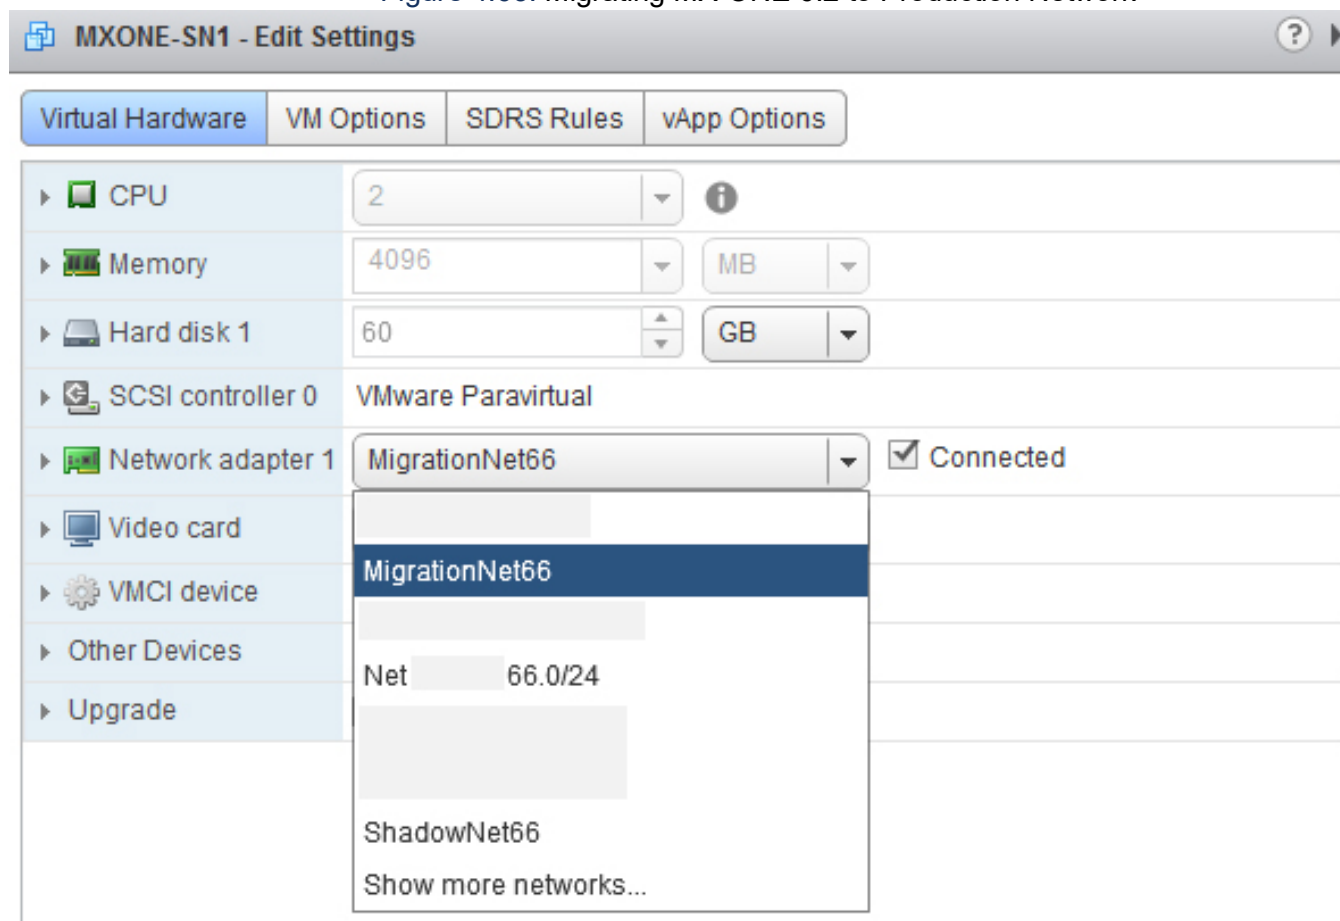 MXONE-SN1 - Edit Settings
Virtual Hardware VM Options SDRS Rules vApp Options
CPU 2
Memory 4096 MB
Hard disk 1 60 GB
SCSI controller 0 VMware Paravirtual
Network adapter 1 MigrationNet66 Connected
Video card
MigrationNet66
VMCI device
Other Devices
Net 66.0/24
Upgrade
ShadowNet66
Show more networks...